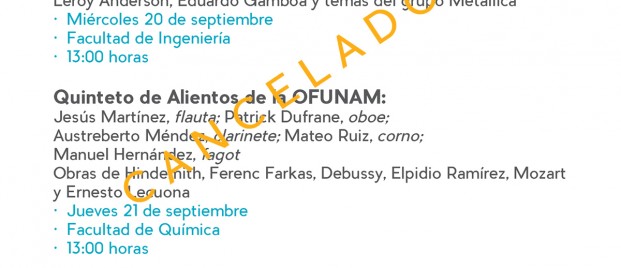 Leroy Anderson, Eduardo Gamboa y temas del grupo Metallica
· Miércoles 20 de septiembre
· Facultad de Ingeniería
· 13:00 horas
Quinteto de Alientos de la OFUNAM:
Jesús Martínez, flauta; Patrick Dufrane, oboe;
Austreberto Méndez, clarinete; Mateo Ruiz, corno;
Manuel Hernández, fagot
Obras de Hindemith, Ferenc Farkas, Debussy, Elpidio Ramírez, Mozart
y Ernesto Lecuona
· Jueves 21 de septiembre
· Facultad de Química
· 13:00 horas
CANCELADO